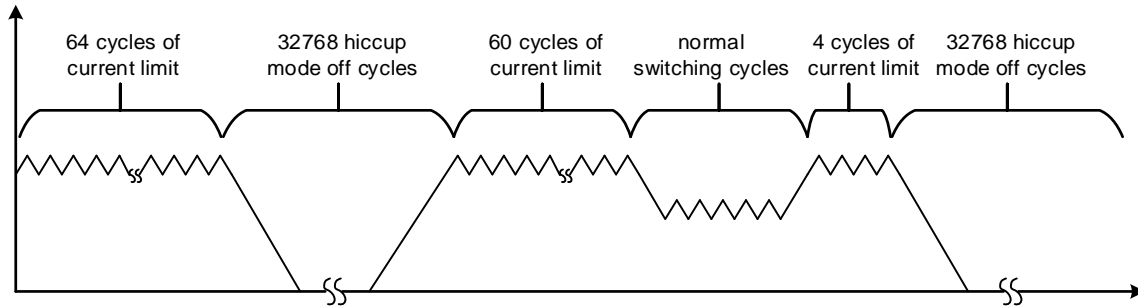 64 cycles of
current limit
32768 hiccup
mode off cycles
60 cycles of
current limit
normal
switching cycles
4 cycles of
current limit
32768 hiccup
mode off cycles